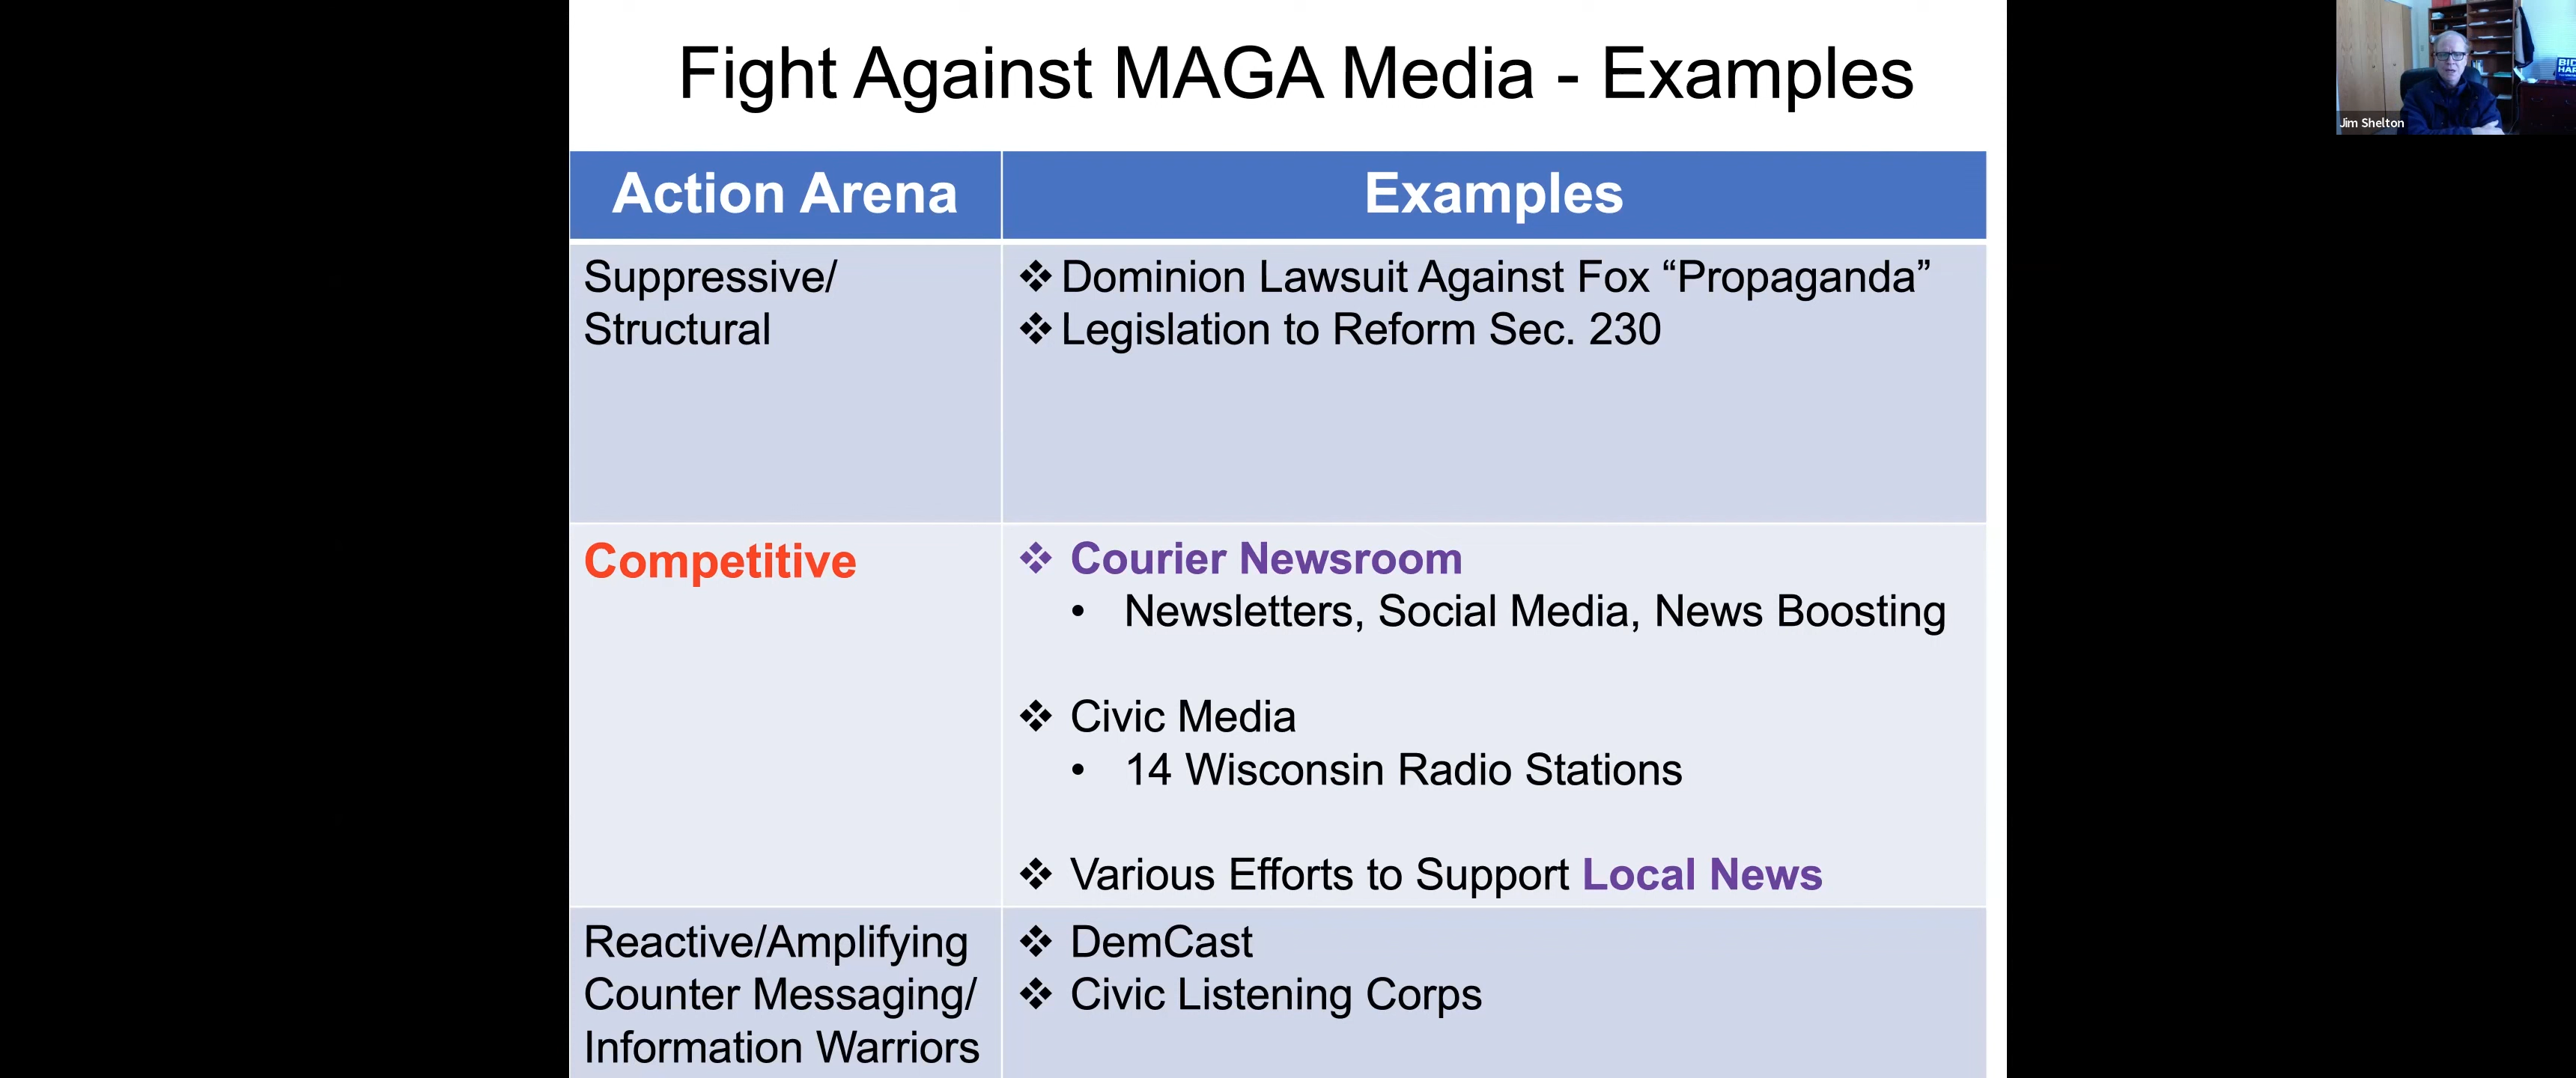 Fight Against MAGA Media - Examples
Jim Shelton
Action Arena
Examples
Suppressive/
Structural
❖ Dominion Lawsuit Against Fox “Propaganda”
❖ Legislation to Reform Sec. 230
Competitive
❖ Courier Newsroom
• Newsletters, Social Media, News Boosting
❖ Civic Media
• 14 Wisconsin Radio Stations
❖ Various Efforts to Support Local News
Reactive/Amplifying
Counter Messaging/
Information Warriors
❖ DemCast
❖ Civic Listening Corps